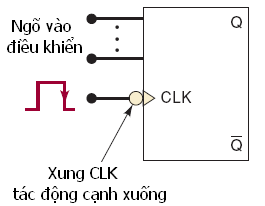 Ngõ vào
điều khiển
Q
CLK
Q̅
Xung CLK
tác động cạnh xuống